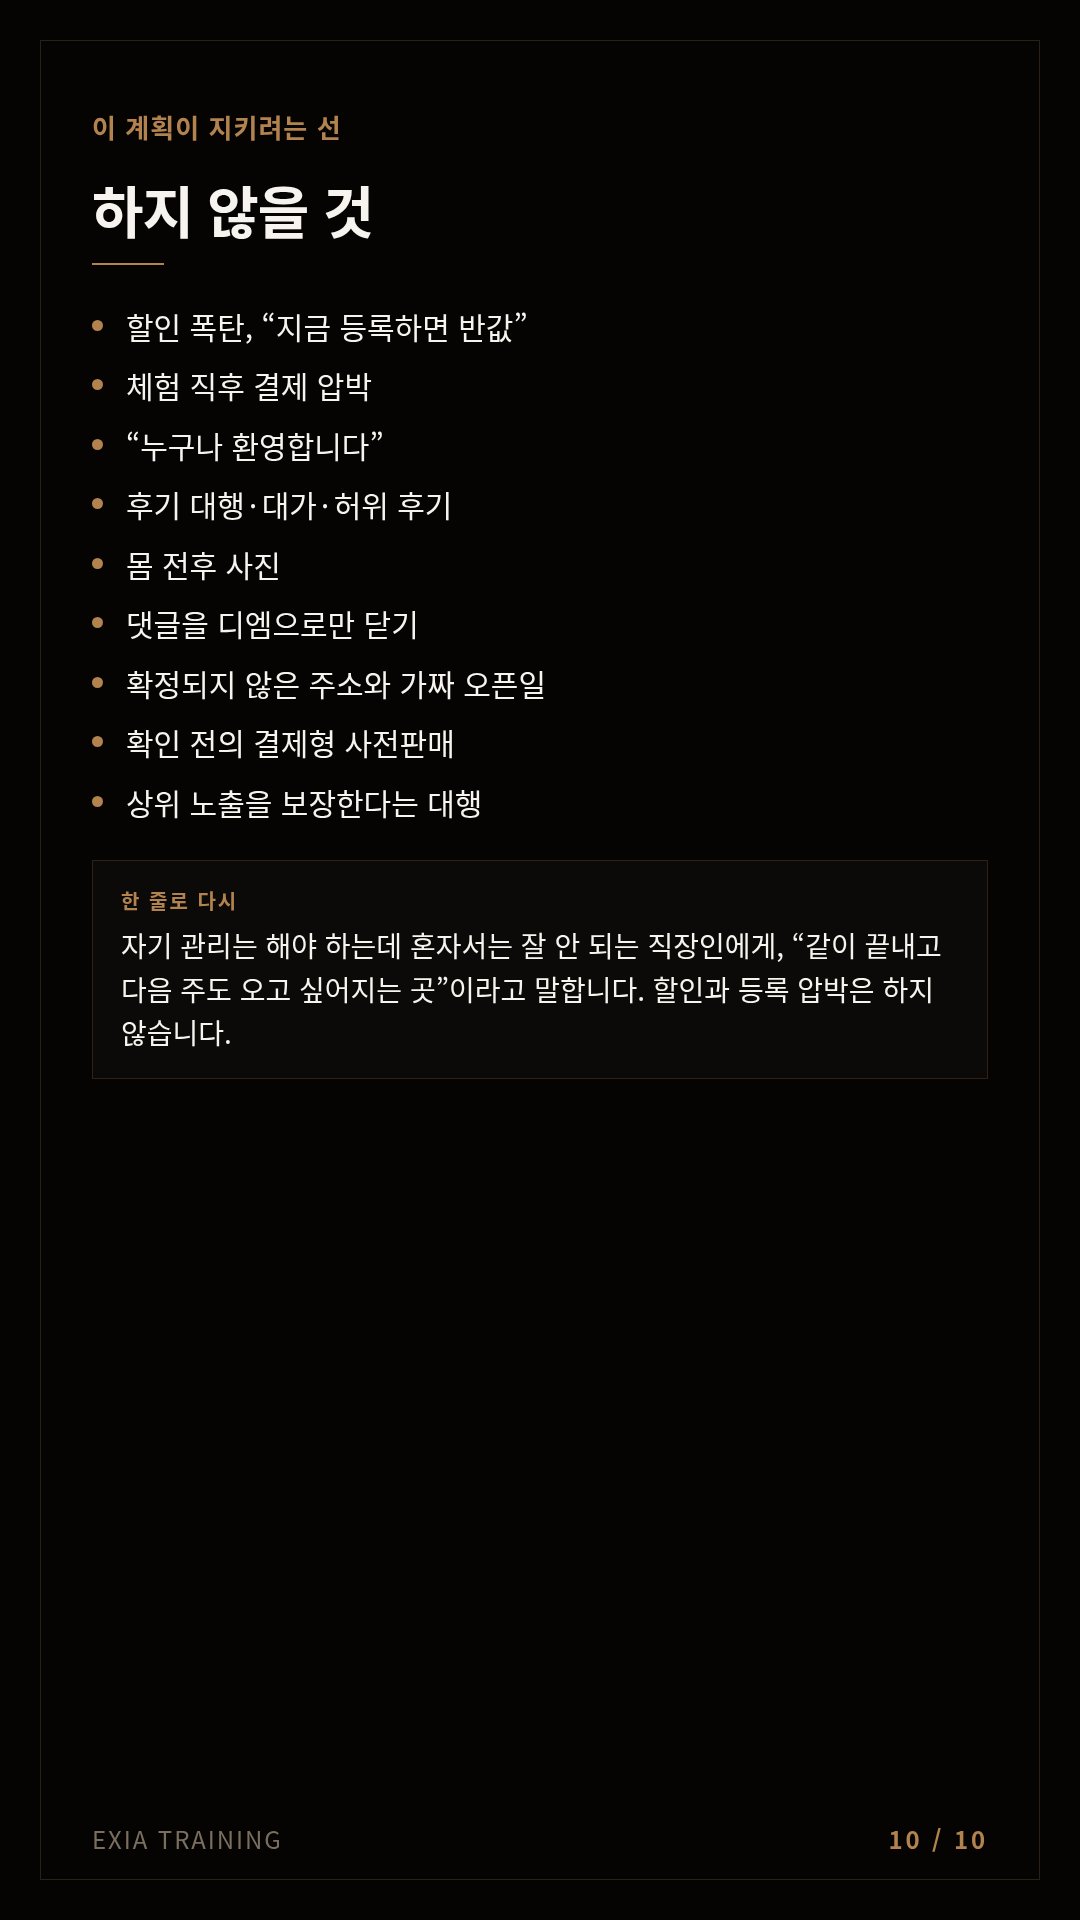 이 계획이 지키려는 선
하지 않을 것
할인 폭탄, “지금 등록하면 반값”
체험 직후 결제 압박
“누구나 환영합니다”
후기 대행·대가·허위 후기
몸 전후 사진
댓글을 디엠으로만 닫기
확정되지 않은 주소와 가짜 오픈일
확인 전의 결제형 사전판매
상위 노출을 보장한다는 대행
한 줄로 다시
자기 관리는 해야 하는데 혼자서는 잘 안 되는 직장인에게, “같이 끝내고
다음 주도 오고 싶어지는 곳”이라고 말합니다. 할인과 등록 압박은 하지
않습니다.
EXIA TRAINING
10 / 10